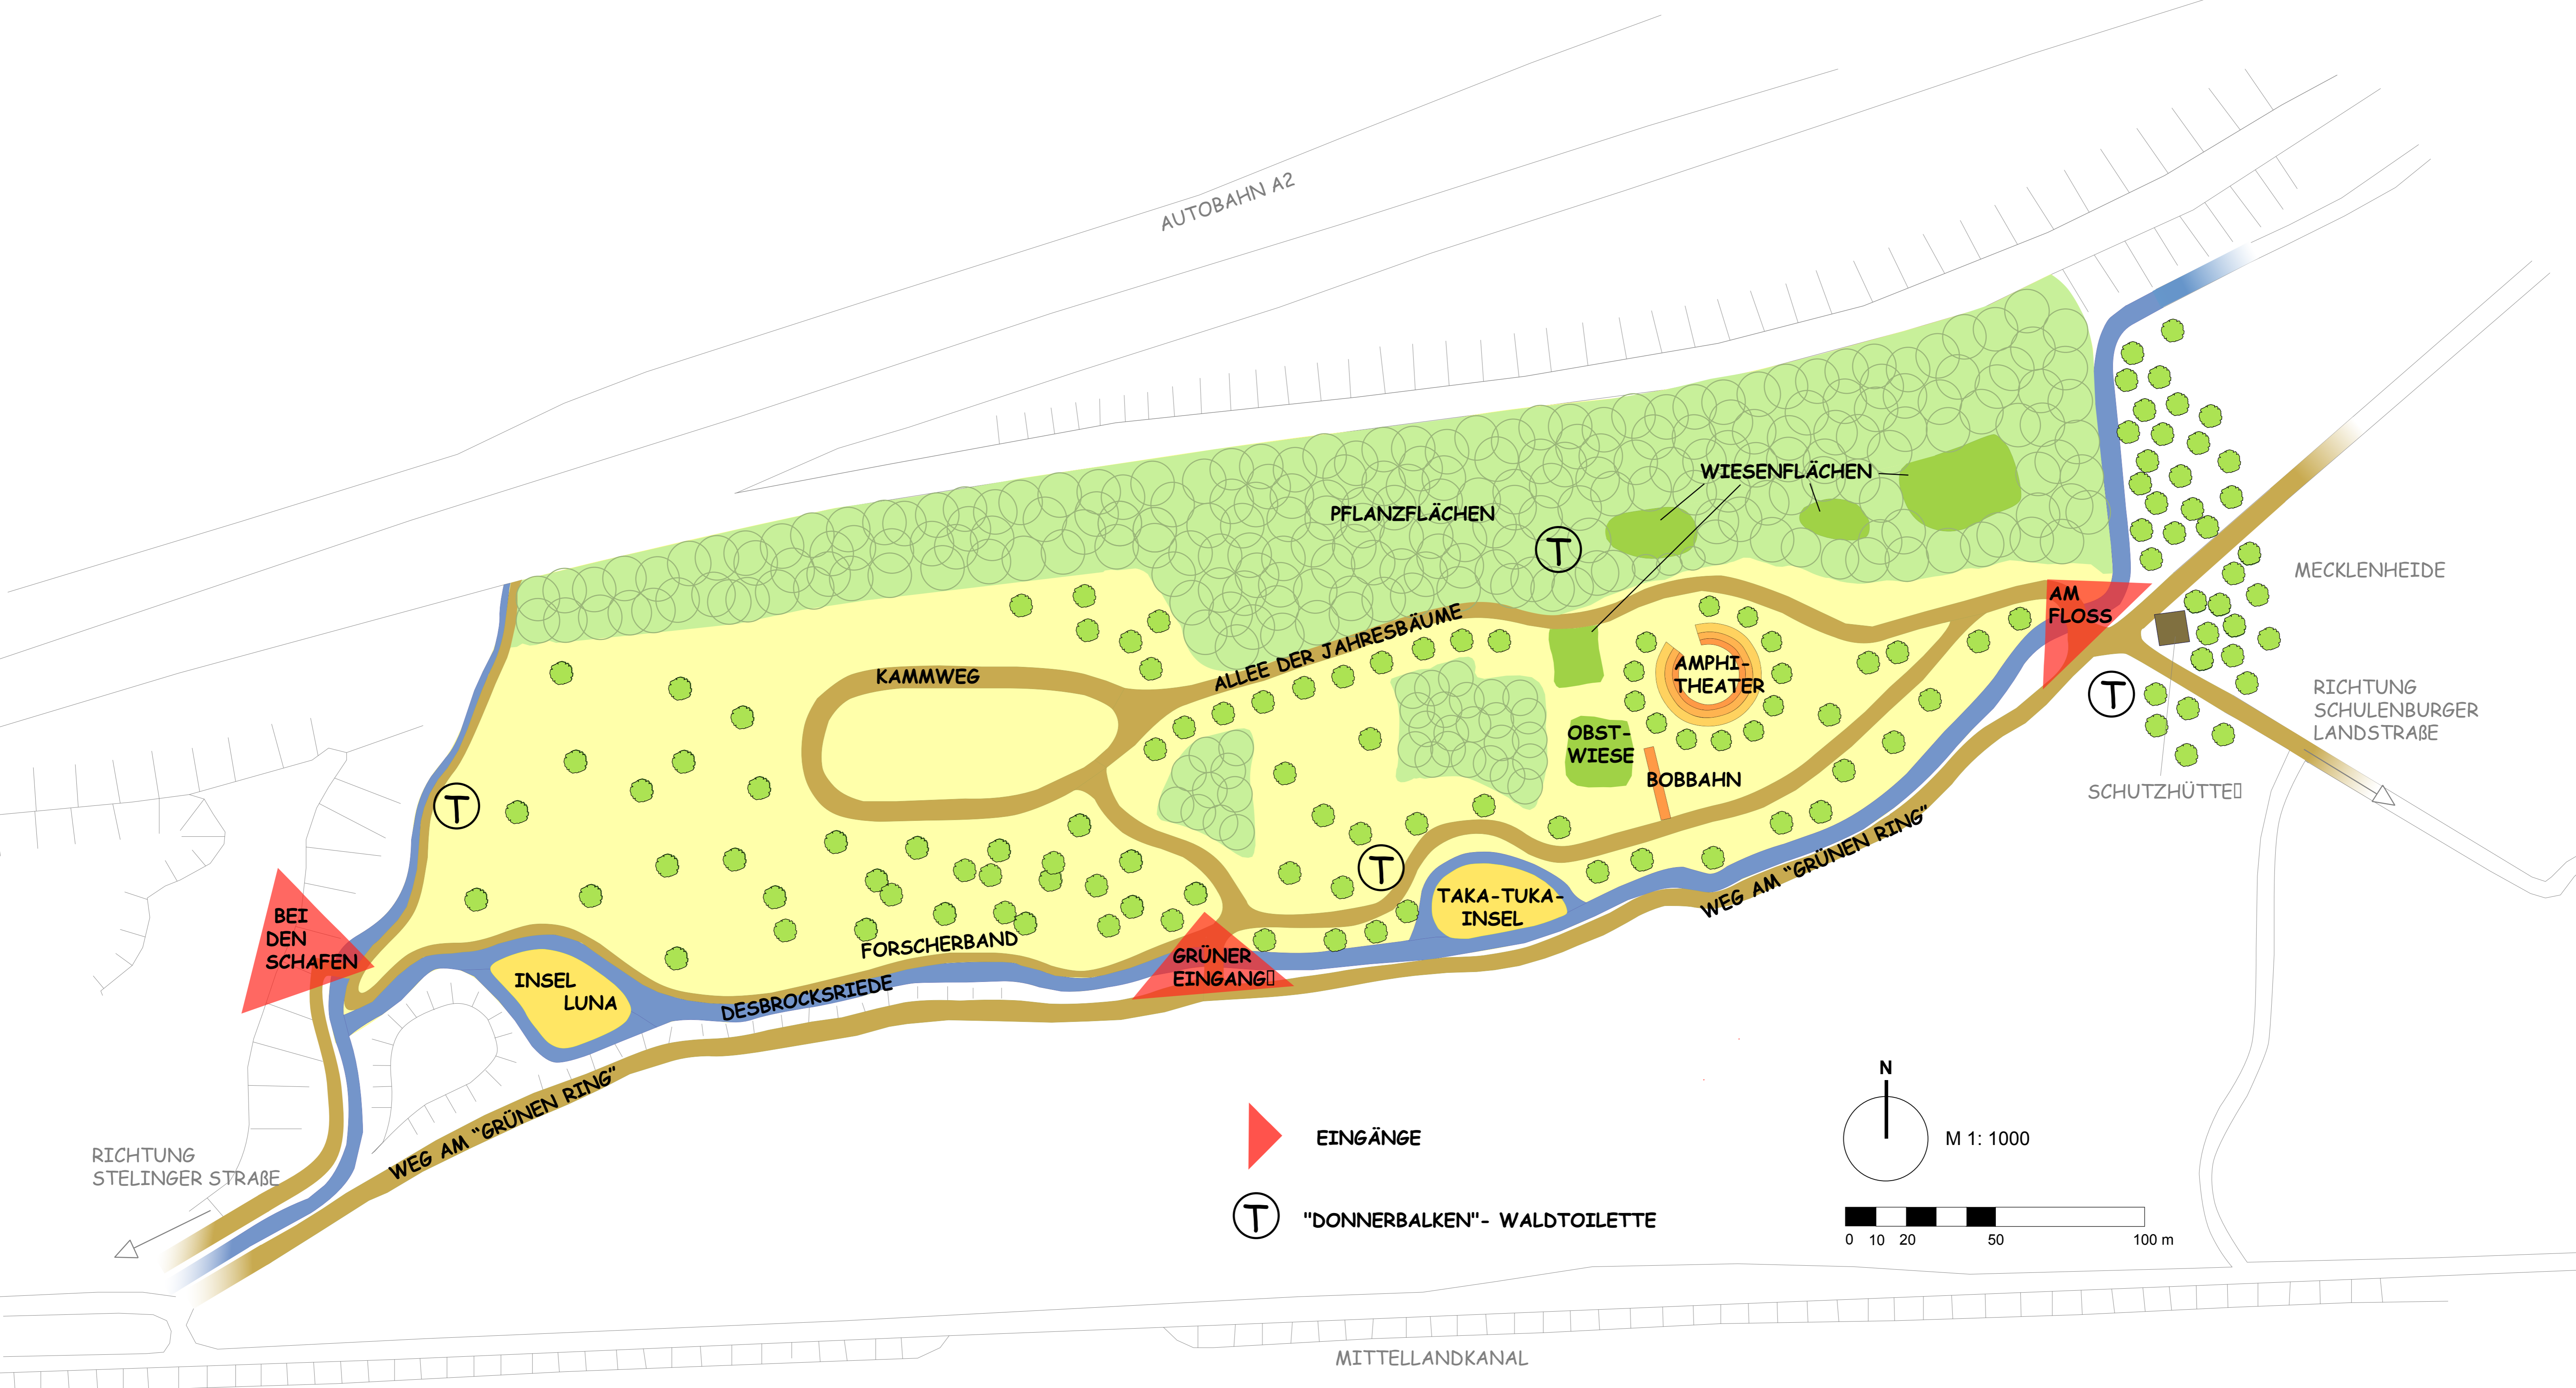 AUTOBAHN A2
WIESENFLÄCHEN
PFLANZFLÄCHEN
T
MECKLENHEIDE
AM
FLOSS
ALLEE DER JAHRESBÄUME
KAMMWEG
AMPHI-
THEATER
T
RICHTUNG
SCHULENBURGER
LANDSTRAßE
OBST-
WIESE
BOBBAHN
SCHUTZHÜTTE▯
T
T
TAKA-TUKA-
INSEL
WEG AM "GRÜNEN RING"
BEI
DEN
SCHAFEN
FORSCHERBAND
GRÜNER
EINGANG▯
INSEL
LUNA
DESBROCKSRIEDE
WEG AM "GRÜNEN RING"
RICHTUNG
STELINGER STRAßE
N
M 1: 1000
EINGÄNGE
T
"DONNERBALKEN"- WALDTOILETTE
0 10 20 50 100 m
MITTELLANDKANAL